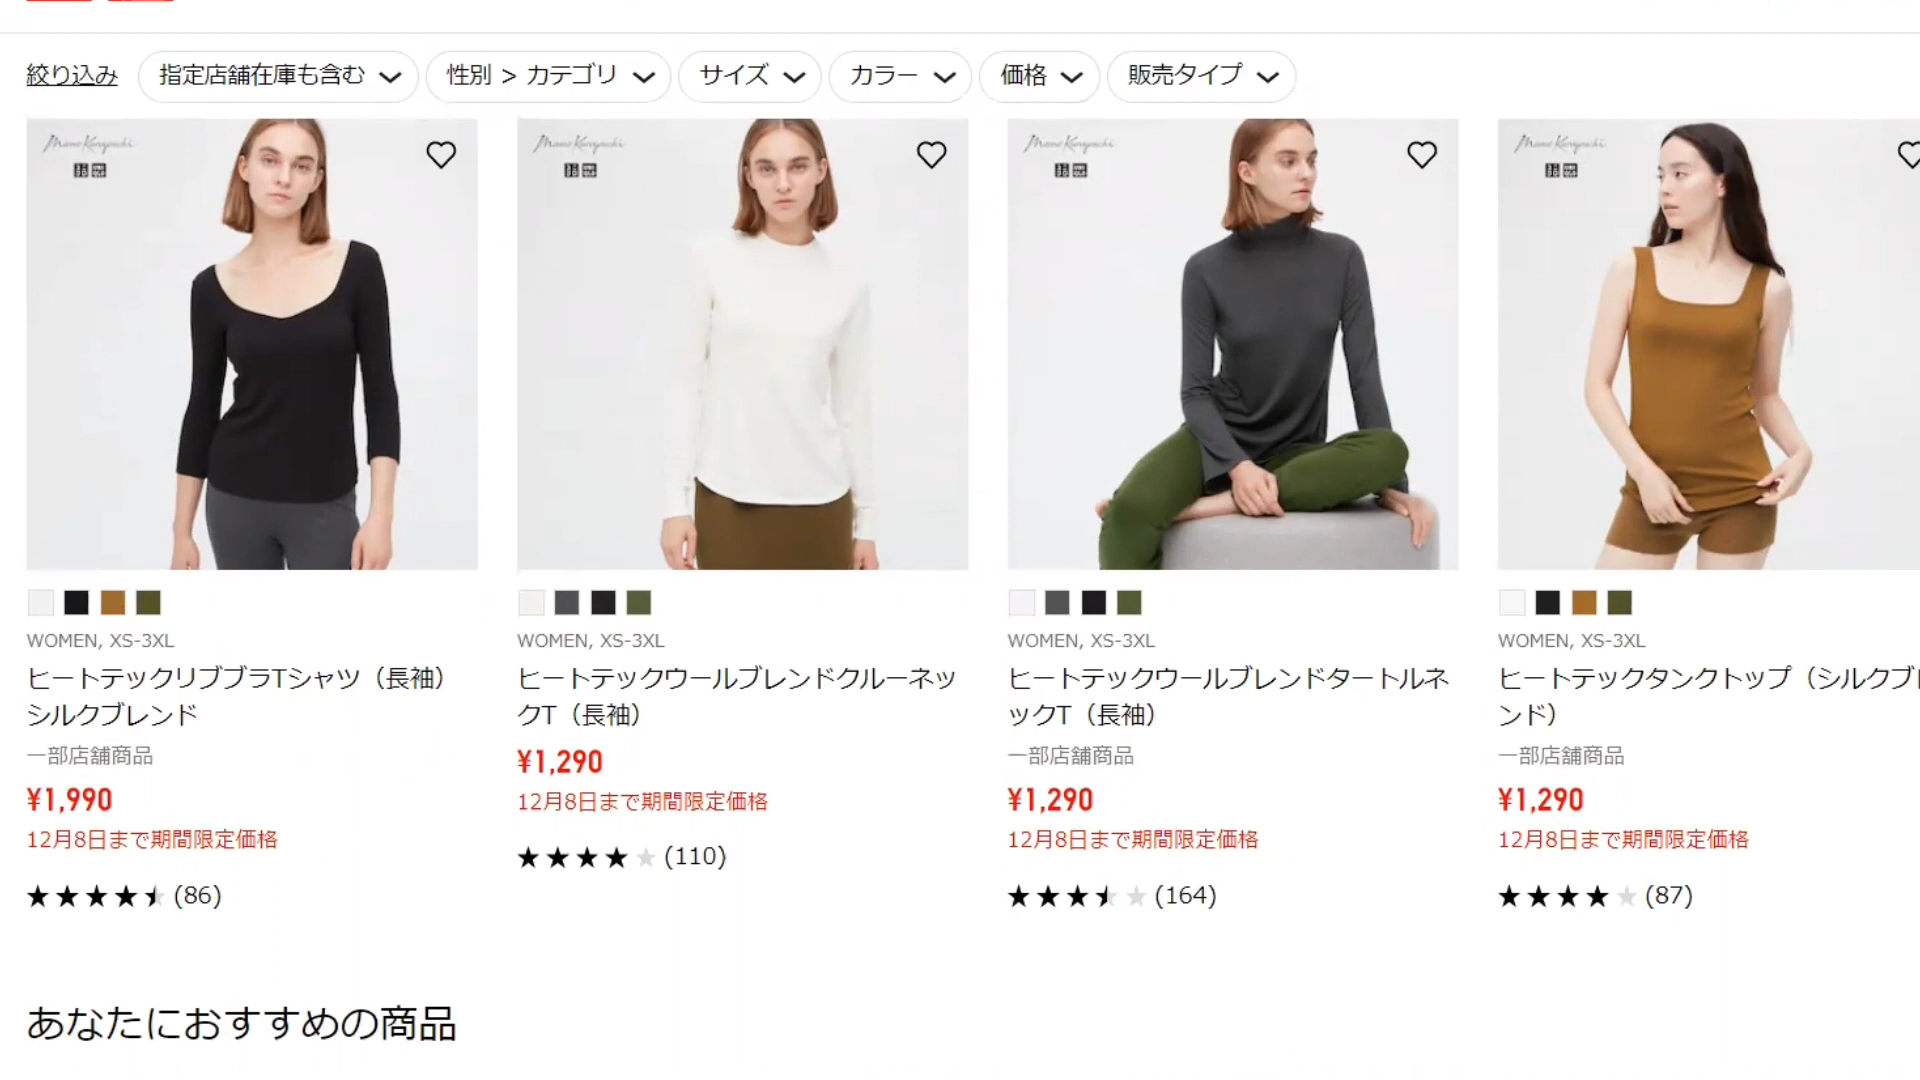 絞り込み 指定店舗在庫も含む 性別 > カテゴリ サイズ カラー 価格 販売タイプ
WOMEN, XS-3XL
ヒートテックリブブラTシャツ（長袖）
シルクブレンド
一部店舗商品
¥1,990
12月8日まで期間限定価格
(86)
WOMEN, XS-3XL
ヒートテックウールブレンドクルーネッ
クT（長袖）
¥1,290
12月8日まで期間限定価格
(110)
WOMEN, XS-3XL
ヒートテックウールブレンドタートルネ
ックT（長袖）
一部店舗商品
¥1,290
12月8日まで期間限定価格
(164)
WOMEN, XS-3XL
ヒートテックタンクトップ（シルクブ
ンド）
一部店舗商品
¥1,290
12月8日まで期間限定価格
(87)
あなたにおすすめの商品